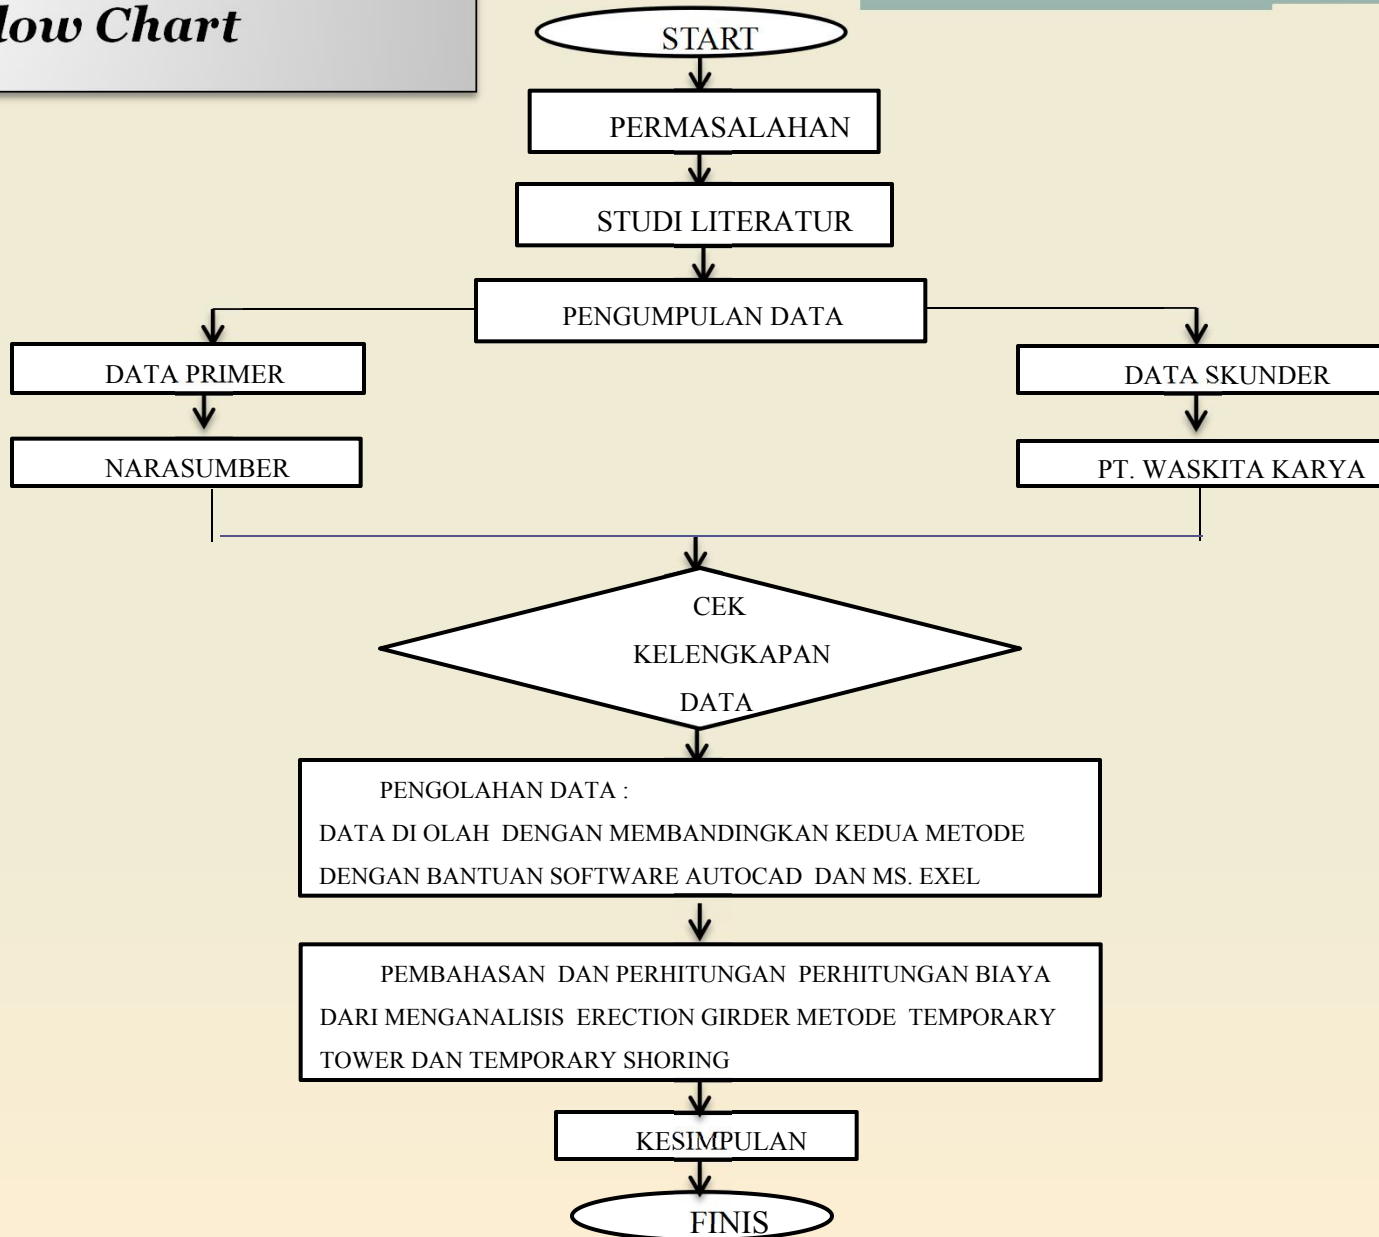 low Chart
START
PERMASALAHAN
STUDI LITERATUR
PENGUMPULAN DATA
DATA PRIMER
DATA SKUNDER
NARASUMBER
PT. WASKITA KARYA
CEK
KELENGKAPAN
DATA
PENGOLAHAN DATA :
DATA DI OLAH DENGAN MEMBANDINGKAN KEDUA METODE
DENGAN BANTUAN SOFTWARE AUTOCAD DAN MS. EXEL
PEMBAHASAN DAN PERHITUNGAN PERHITUNGAN BIAYA
DARI MENGANALISIS ERECTION GIRDER METODE TEMPORARY
TOWER DAN TEMPORARY SHORING
KESIMPULAN
FINIS